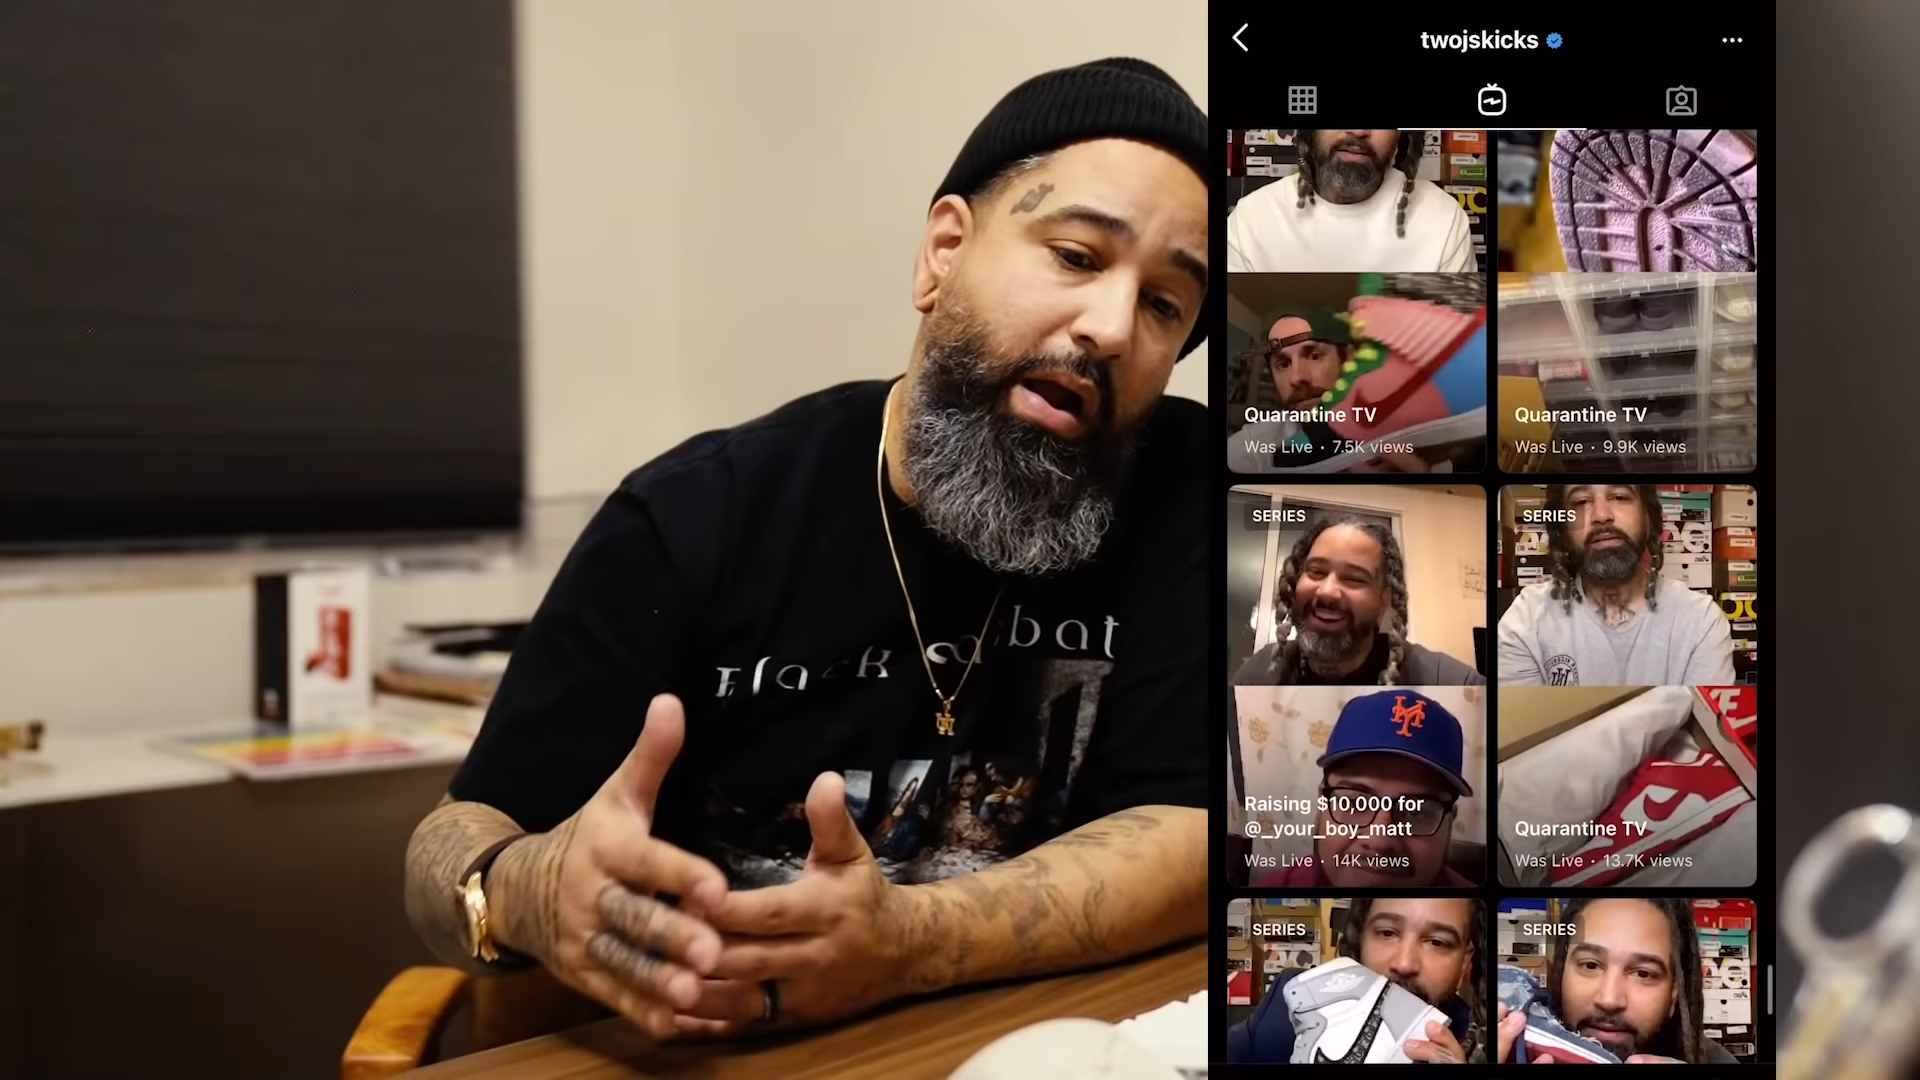 twojskicks
Quarantine TV
Was Live · 7.5K views
Quarantine TV
Was Live · 9.9K views
SERIES
SERIES
Raising $10,000 for
@_your_boy_matt
Was Live · 14K views
Quarantine TV
Was Live · 13.7K views
SERIES
SERIES